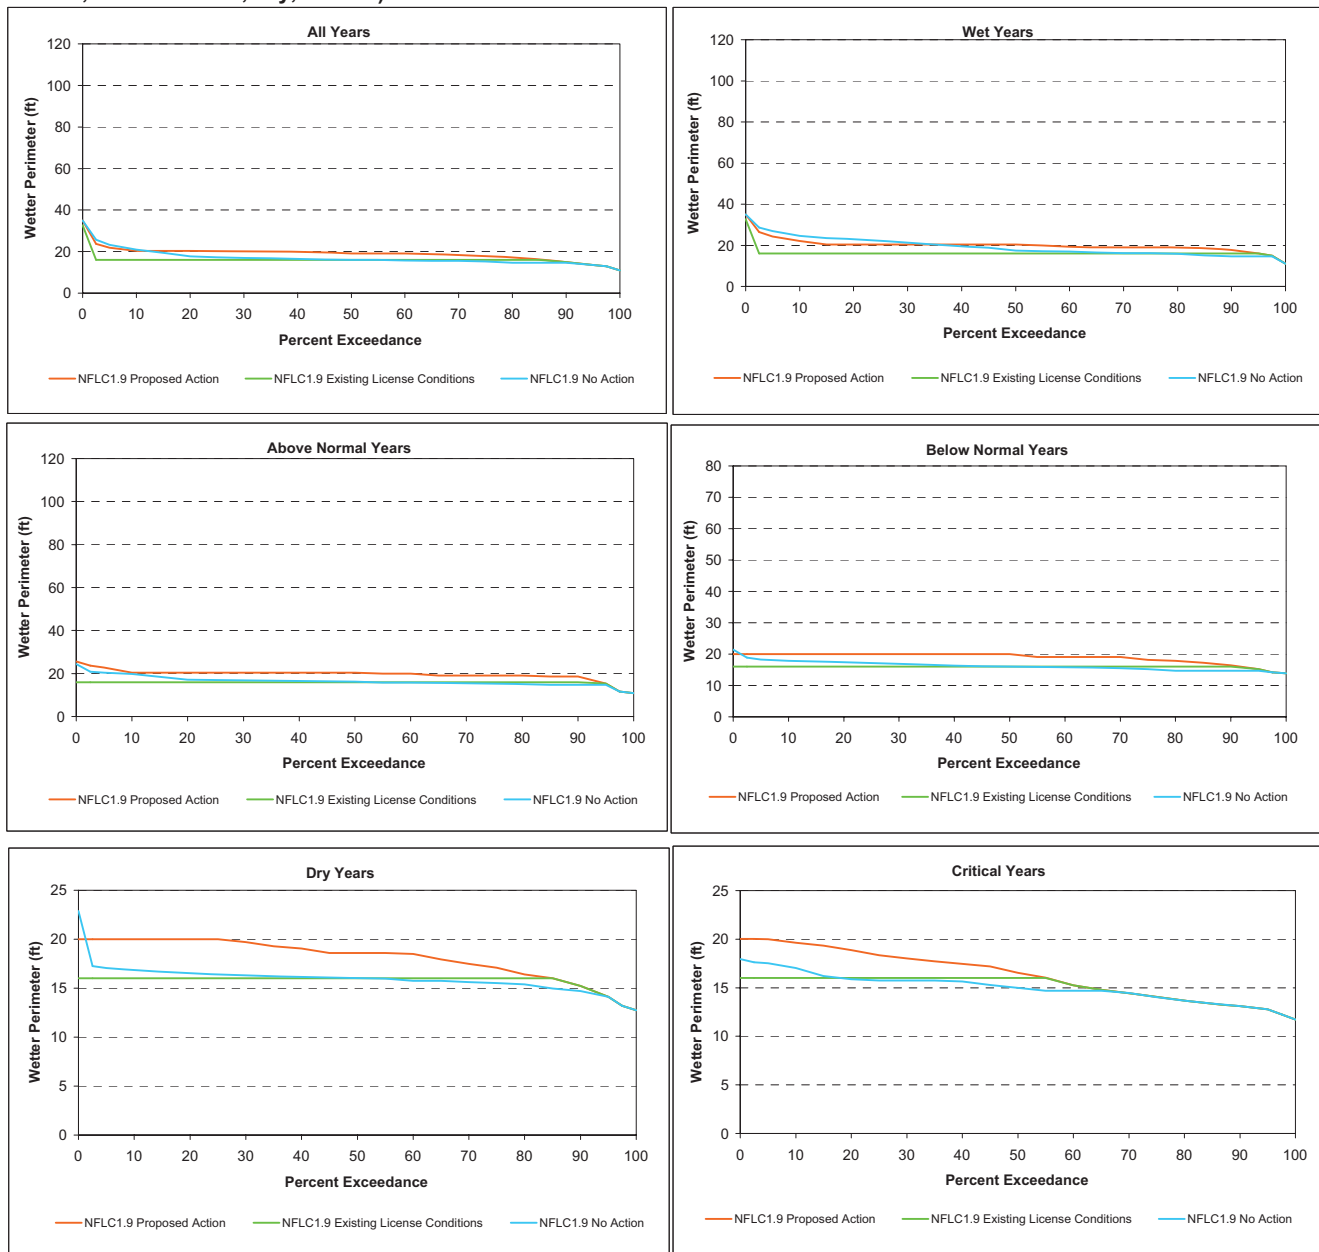 All Years
120
100
80
60
40
20
0
Wetter Perimeter (ft)
0 10 20 30 40 50 60 70 80 90 100
Percent Exceedance
NFLC1.9 Proposed Action NFLC1.9 Existing License Conditions NFLC1.9 No Action
Wet Years
120
100
80
60
40
20
0
Wetter Perimeter (ft)
0 10 20 30 40 50 60 70 80 90 100
Percent Exceedance
NFLC1.9 Proposed Action NFLC1.9 Existing License Conditions NFLC1.9 No Action
Above Normal Years
120
100
80
60
40
20
0
Wetter Perimeter (ft)
0 10 20 30 40 50 60 70 80 90 100
Percent Exceedance
NFLC1.9 Proposed Action NFLC1.9 Existing License Conditions NFLC1.9 No Action
Below Normal Years
80
70
60
50
40
30
20
10
0
Wetter Perimeter (ft)
0 10 20 30 40 50 60 70 80 90 100
Percent Exceedance
NFLC1.9 Proposed Action NFLC1.9 Existing License Conditions NFLC1.9 No Action
Dry Years
25
20
15
10
5
0
Wetter Perimeter (ft)
0 10 20 30 40 50 60 70 80 90 100
Percent Exceedance
NFLC1.9 Proposed Action NFLC1.9 Existing License Conditions NFLC1.9 No Action
Critical Years
25
20
15
10
5
0
Wetter Perimeter (ft)
0 10 20 30 40 50 60 70 80 90 100
Percent Exceedance
NFLC1.9 Proposed Action NFLC1.9 Existing License Conditions NFLC1.9 No Action